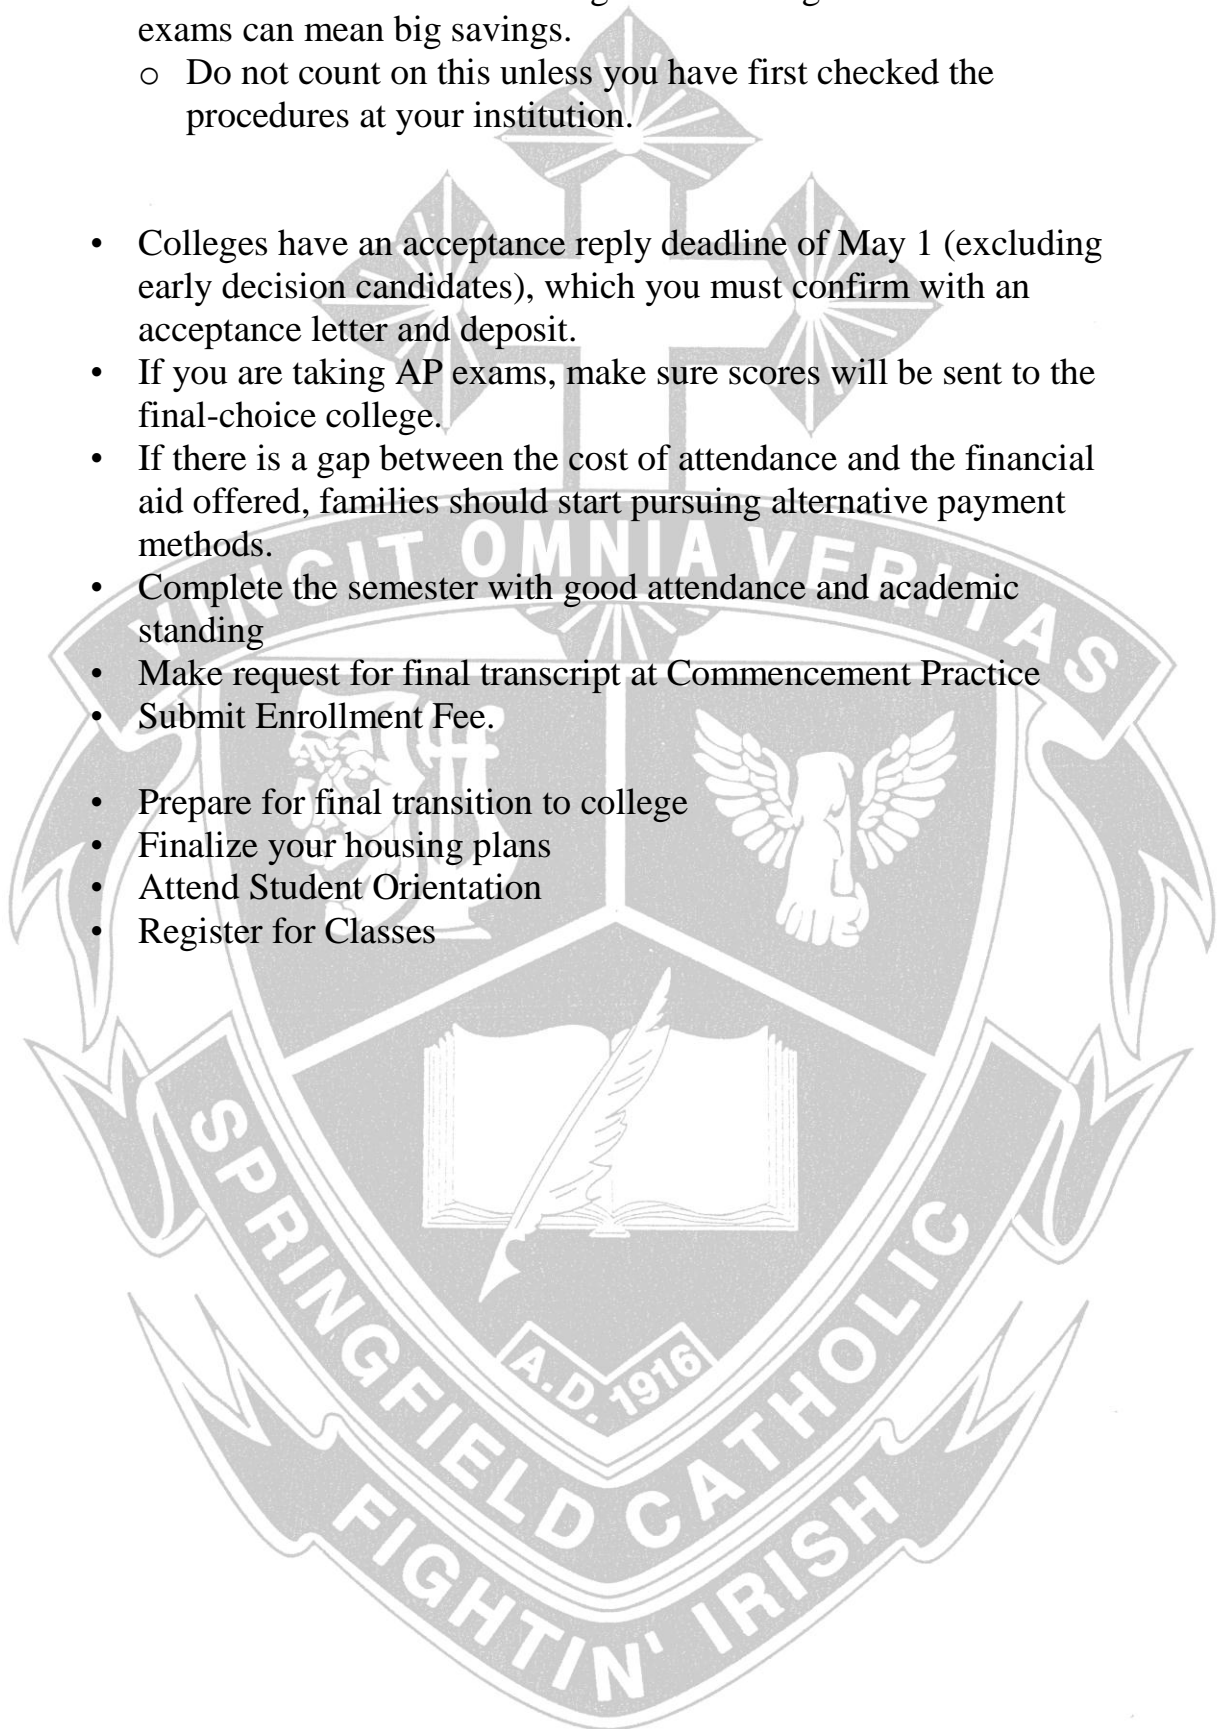 exams can mean big savings.
o Do not count on this unless you have first checked the
procedures at your institution.
• Colleges have an acceptance reply deadline of May 1 (excluding
early decision candidates), which you must confirm with an
acceptance letter and deposit.
• If you are taking AP exams, make sure scores will be sent to the
final-choice college.
• If there is a gap between the cost of attendance and the financial
aid offered, families should start pursuing alternative payment
methods.
• Complete the semester with good attendance and academic
standing
• Make request for final transcript at Commencement Practice
• Submit Enrollment Fee.
• Prepare for final transition to college
• Finalize your housing plans
• Attend Student Orientation
• Register for Classes
VINCIT OMNIA VERITAS
A.D. 1916
SPRINGFIELD CATHOLIC
FIGHTIN' IRISH